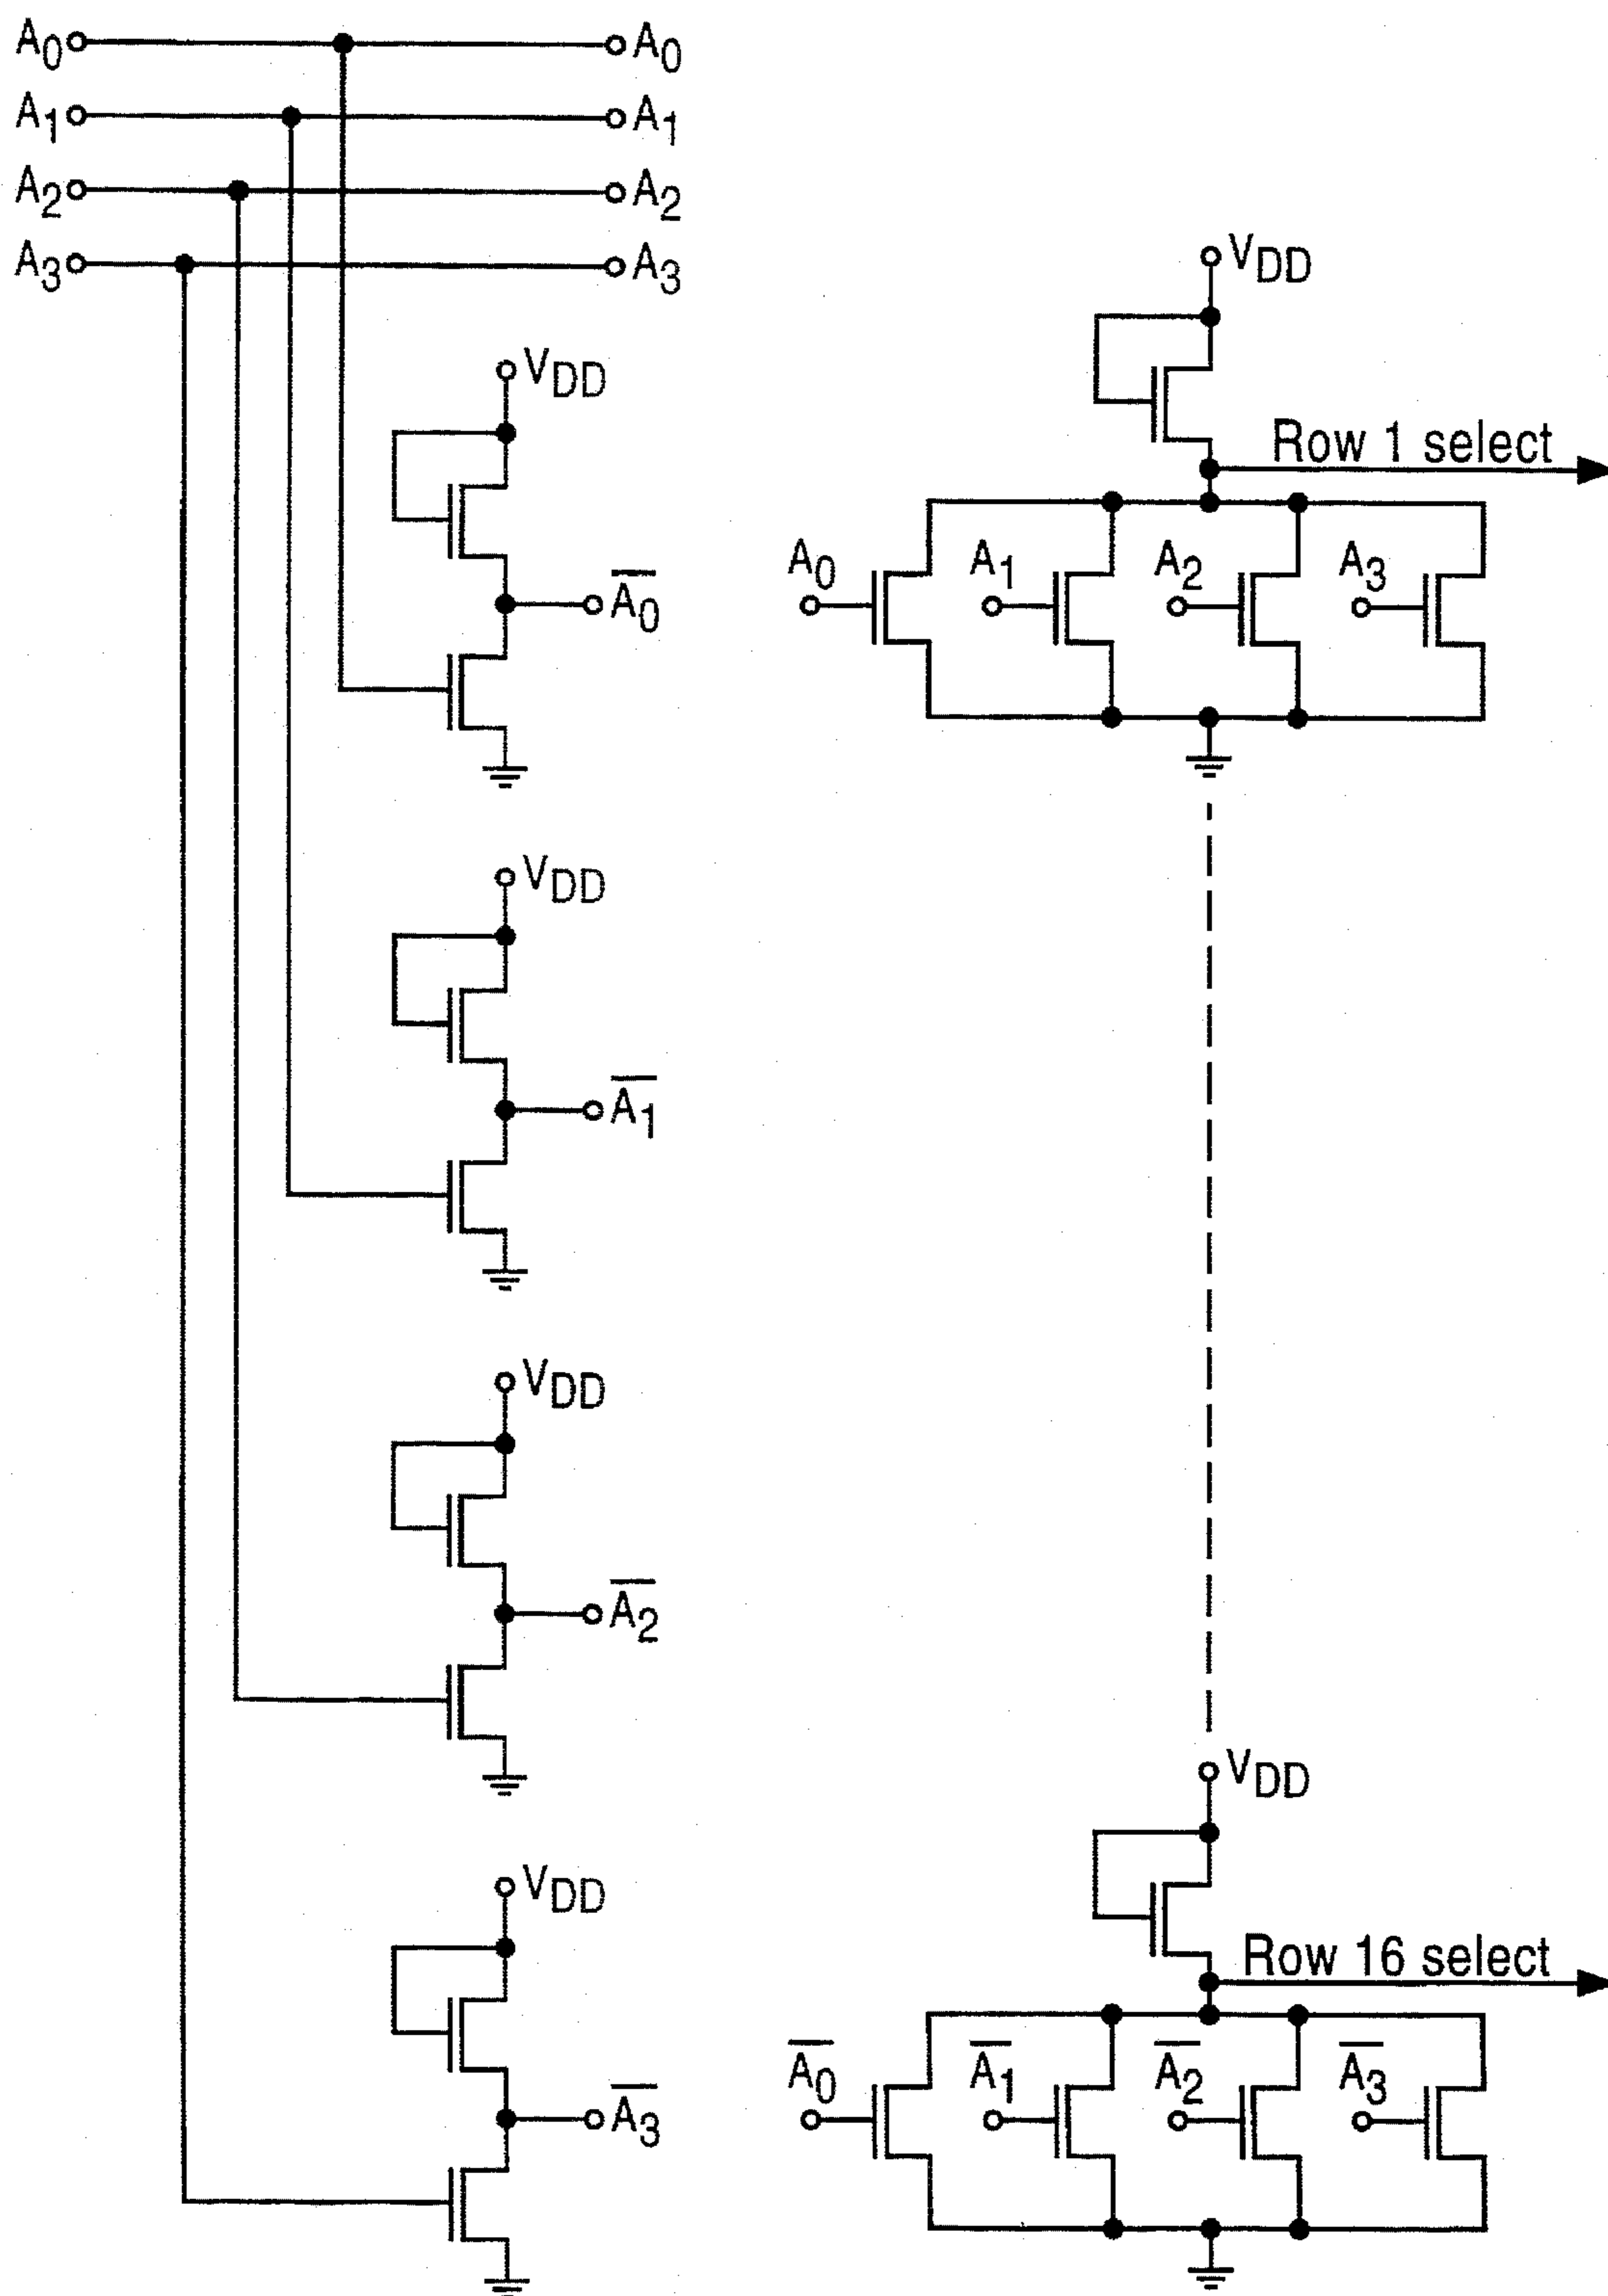 A0 A0
A1 A1
A2 A2
A3 A3
VDD
A̅0
VDD
A̅1
VDD
A̅2
VDD
A̅3
VDD
Row 1 select
A0 A1 A2 A3
VDD
Row 16 select
A̅0 A̅1 A̅2 A̅3